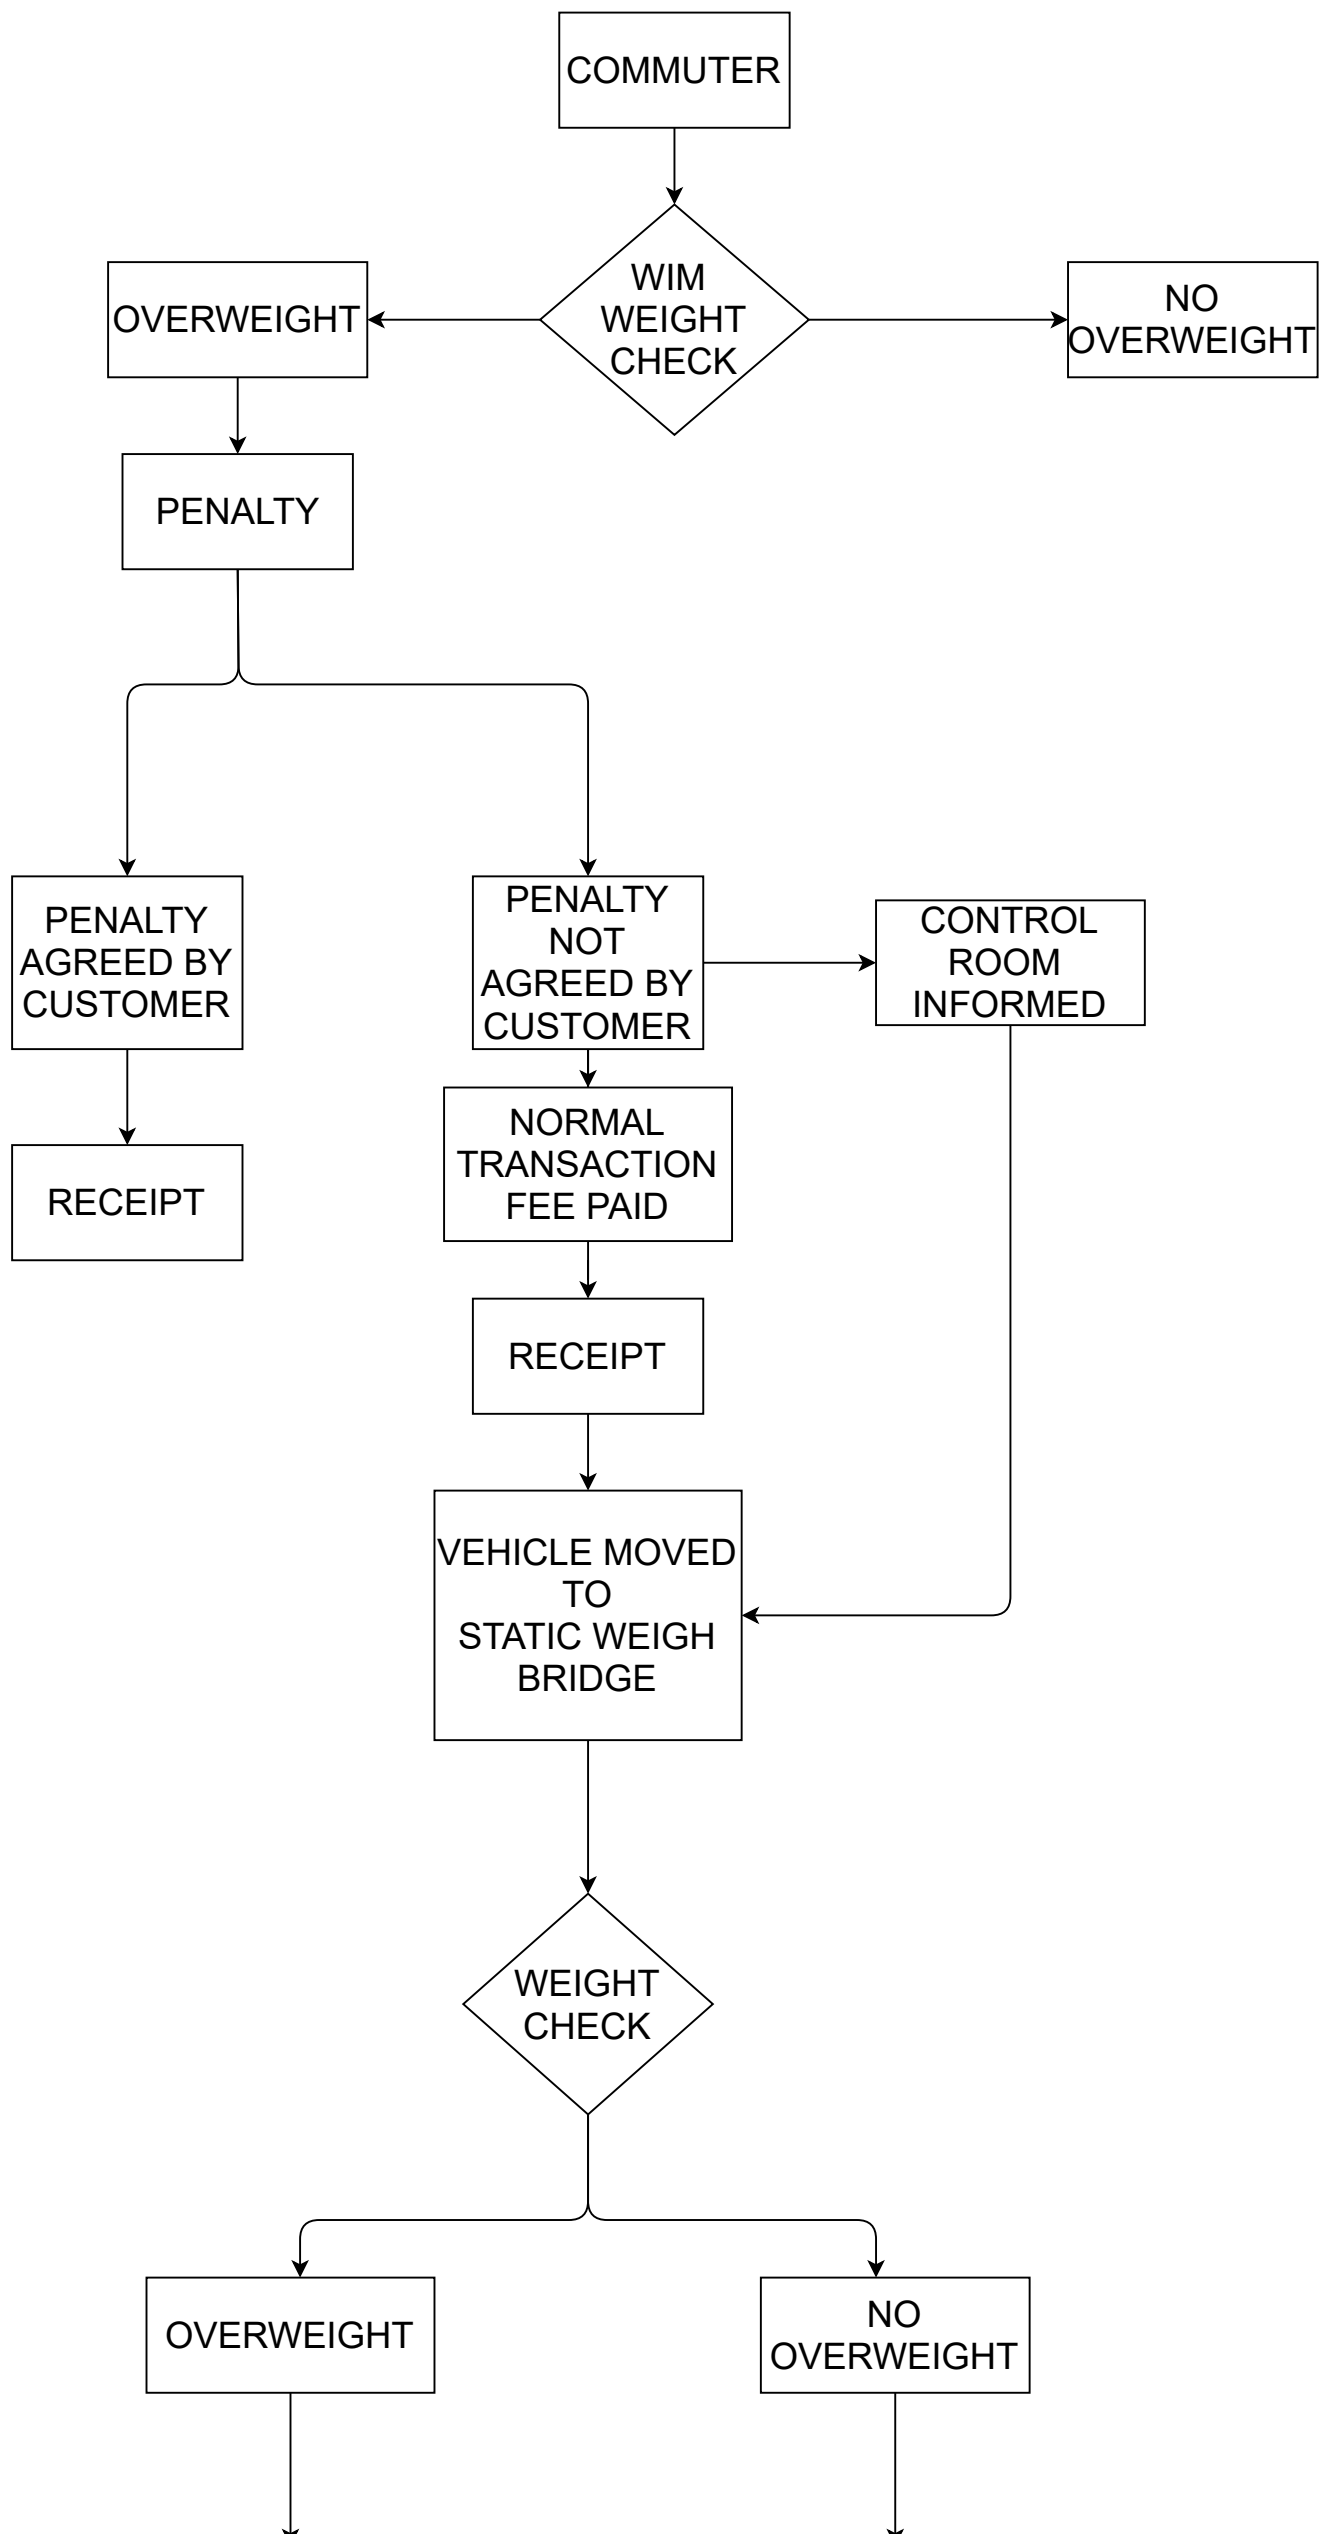 COMMUTER
WIM
WEIGHT
CHECK
OVERWEIGHT
NO
OVERWEIGHT
PENALTY
PENALTY
AGREED BY
CUSTOMER
PENALTY
NOT
AGREED BY
CUSTOMER
CONTROL
ROOM
INFORMED
RECEIPT
NORMAL
TRANSACTION
FEE PAID
RECEIPT
VEHICLE MOVED
TO
STATIC WEIGH
BRIDGE
WEIGHT
CHECK
OVERWEIGHT
NO
OVERWEIGHT